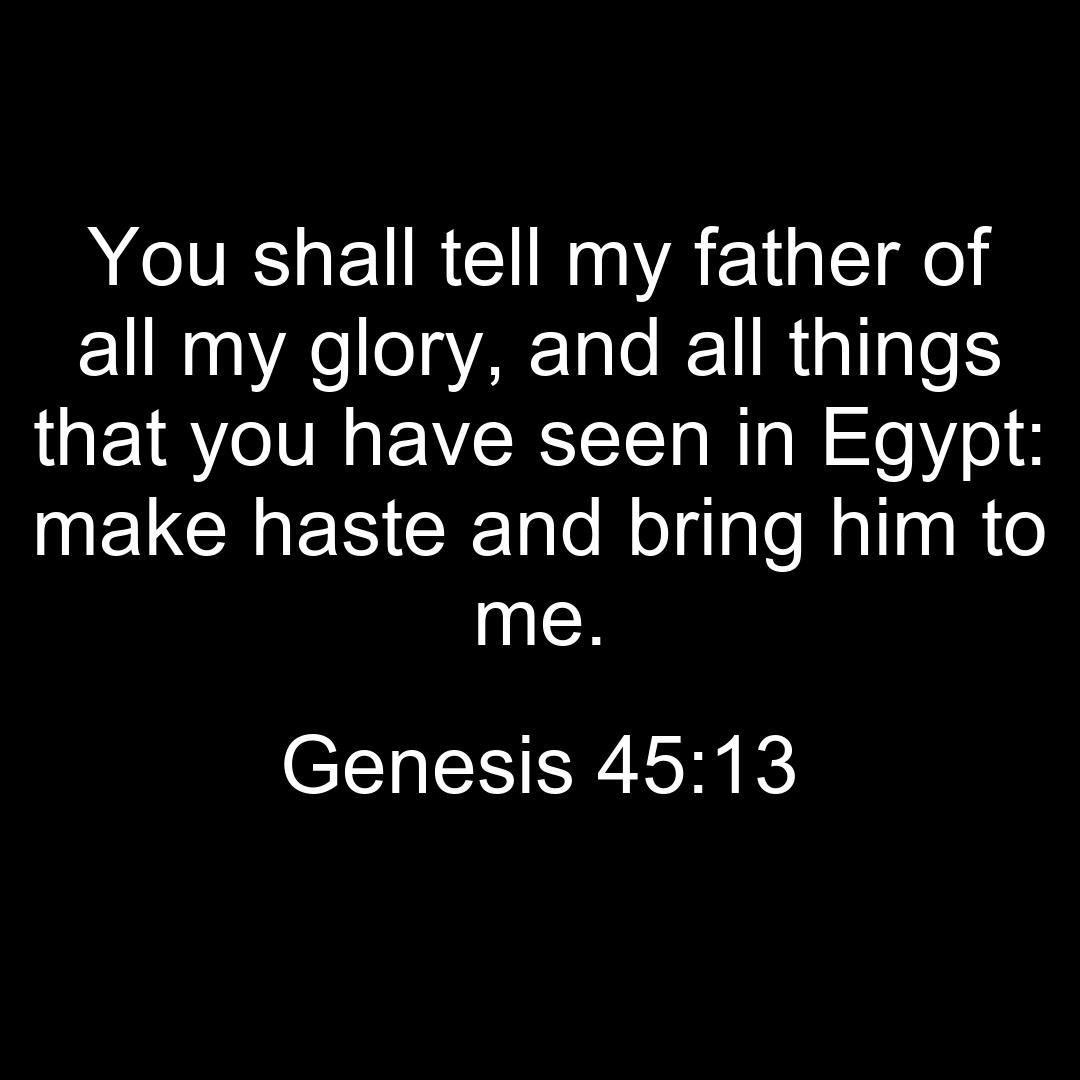 You shall tell my father of
all my glory, and all things
that you have seen in Egypt:
make haste and bring him to
me.
Genesis 45:13